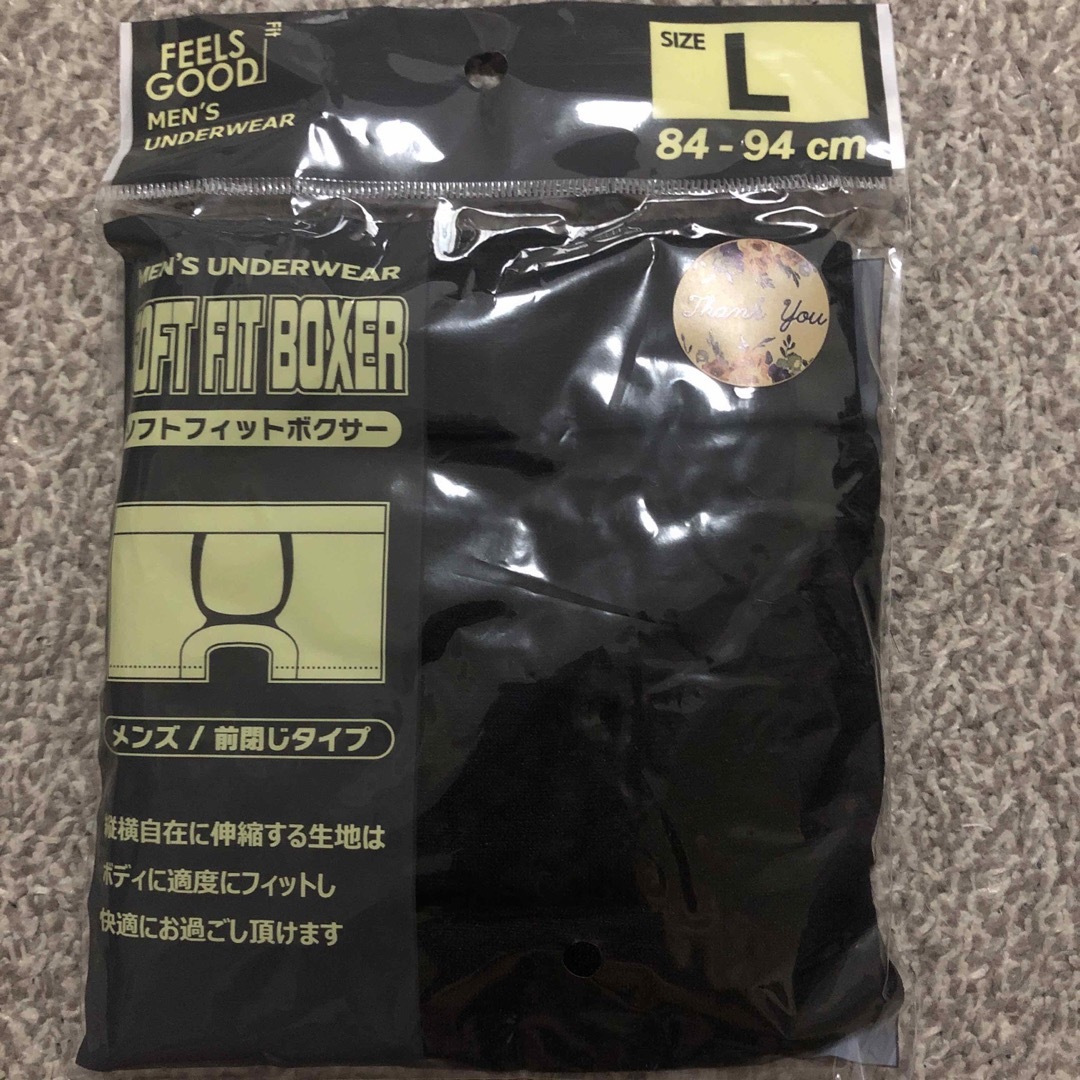 FEELS
GOOD Fit
MEN'S
UNDERWEAR
SIZE L
84 - 94 cm
MEN'S UNDERWEAR
SOFT FIT BOXER
ソフトフィットボクサー
Thank You
メンズ / 前閉じタイプ
縦横自在に伸縮する生地は
ボディに適度にフィットし
快適にお過ごし頂けます